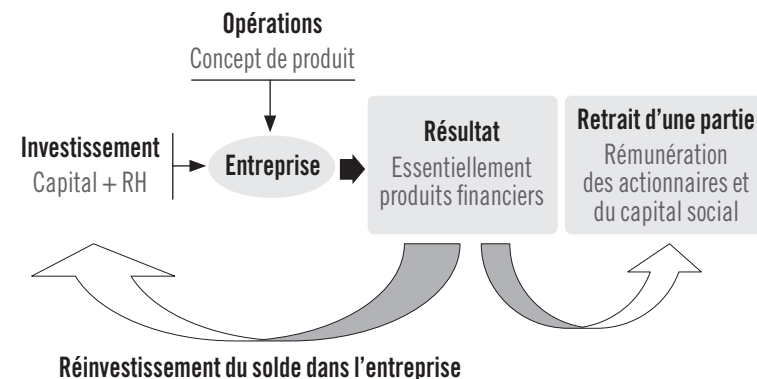 Opérations
Concept de produit
Investissement
Capital + RH
Entreprise
Résultat
Essentiellement
produits financiers
Retrait d’une partie
Rémunération
des actionnaires et
du capital social
Réinvestissement du solde dans l’entreprise